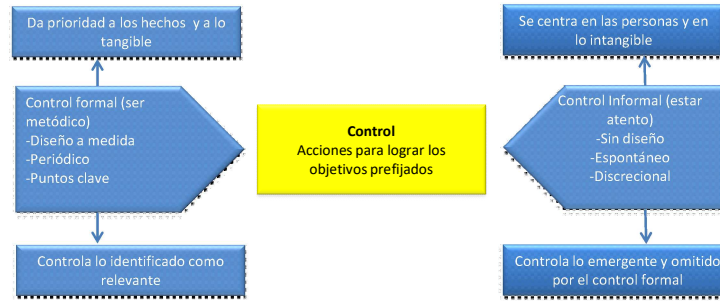 Da prioridad a los hechos y a lo
tangible
Control formal (ser
metódico)
-Diseño a medida
-Periódico
-Puntos clave
Controla lo identificado como
relevante
Control
Acciones para lograr los
objetivos prefijados
Se centra en las personas y en
lo intangible
Control Informal (estar
atento)
-Sin diseño
-Espontáneo
-Discrecional
Controla lo emergente y omitido
por el control formal